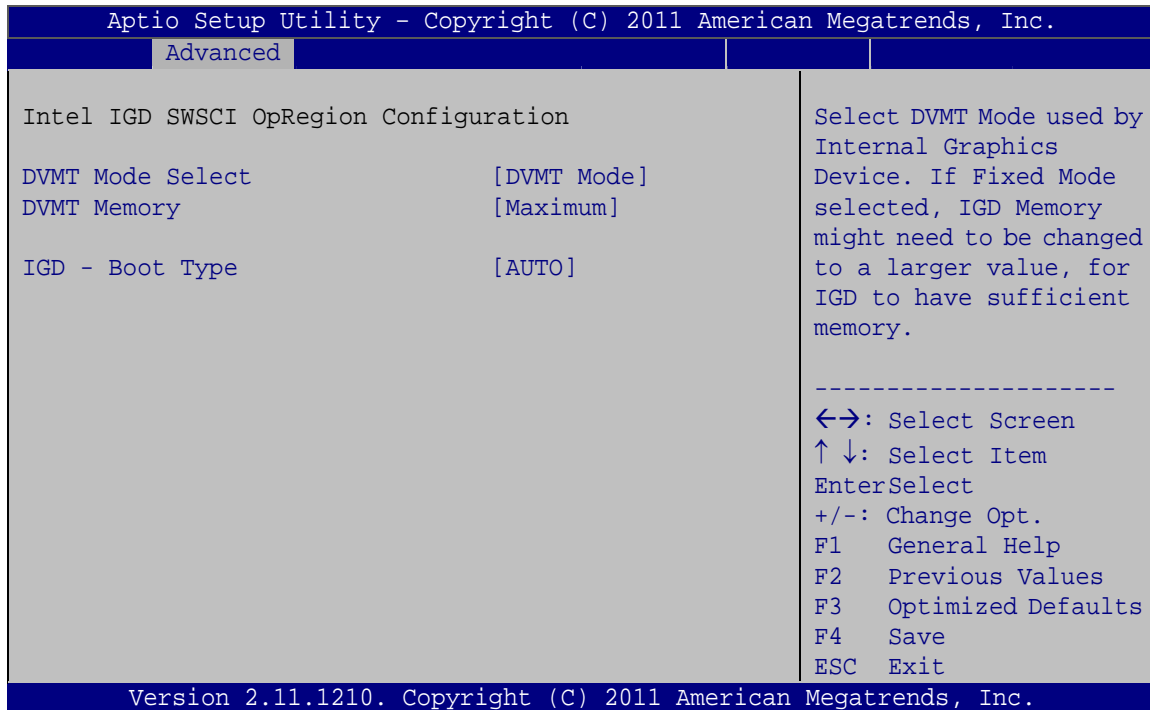 Aptio Setup Utility – Copyright (C) 2011 American Megatrends, Inc.
Advanced
Intel IGD SWSCI OpRegion Configuration
DVMT Mode Select [DVMT Mode]
DVMT Memory [Maximum]
IGD - Boot Type [AUTO]
Select DVMT Mode used by
Internal Graphics
Device. If Fixed Mode
selected, IGD Memory
might need to be changed
to a larger value, for
IGD to have sufficient
memory.
---------------------
←→: Select Screen
↑ ↓: Select Item
EnterSelect
+/-: Change Opt.
F1 General Help
F2 Previous Values
F3 Optimized Defaults
F4 Save
ESC Exit
Version 2.11.1210. Copyright (C) 2011 American Megatrends, Inc.